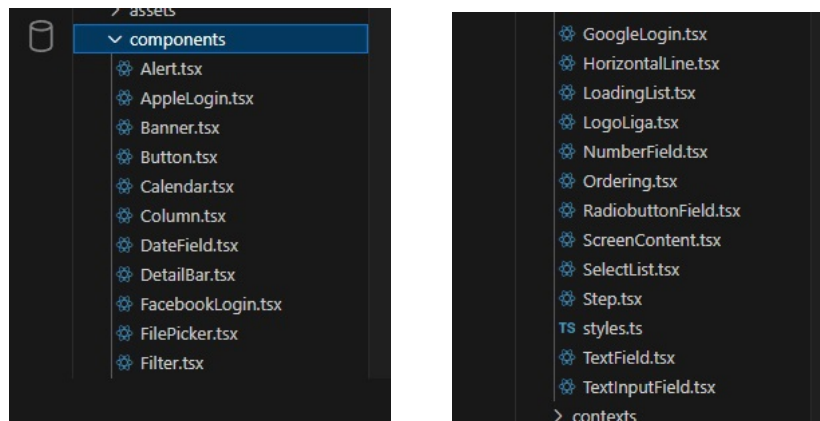 assets
components
Alert.tsx
AppleLogin.tsx
Banner.tsx
Button.tsx
Calendar.tsx
Column.tsx
DateField.tsx
DetailBar.tsx
FacebookLogin.tsx
FilePicker.tsx
Filter.tsx
GoogleLogin.tsx
HorizontalLine.tsx
LoadingList.tsx
LogoLiga.tsx
NumberField.tsx
Ordering.tsx
RadiobuttonField.tsx
ScreenContent.tsx
SelectList.tsx
Step.tsx
TS styles.ts
TextField.tsx
TextInputField.tsx
contexts